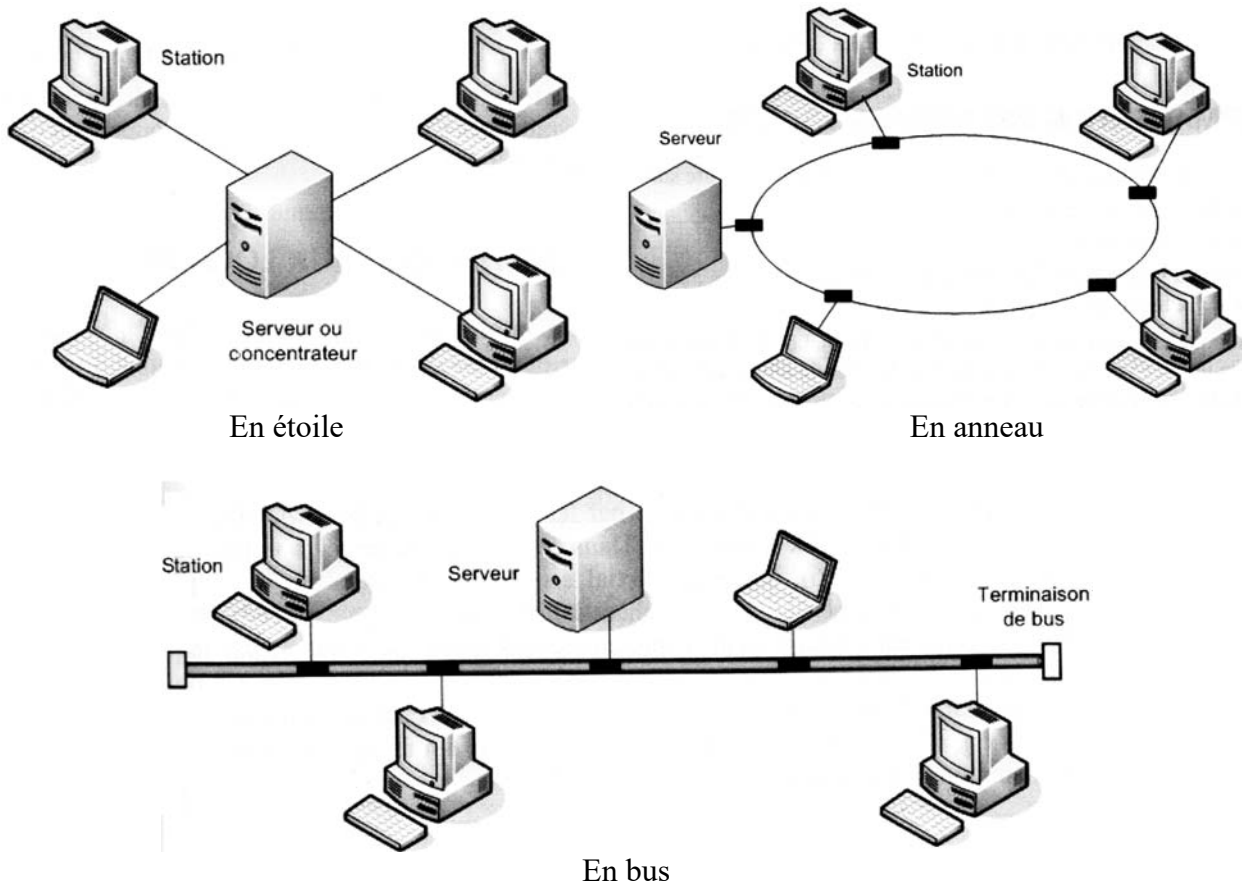 Station
Serveur ou
concentrateur
En étoile
Station
Serveur
En anneau
Station
Serveur
Terminaison
de bus
En bus